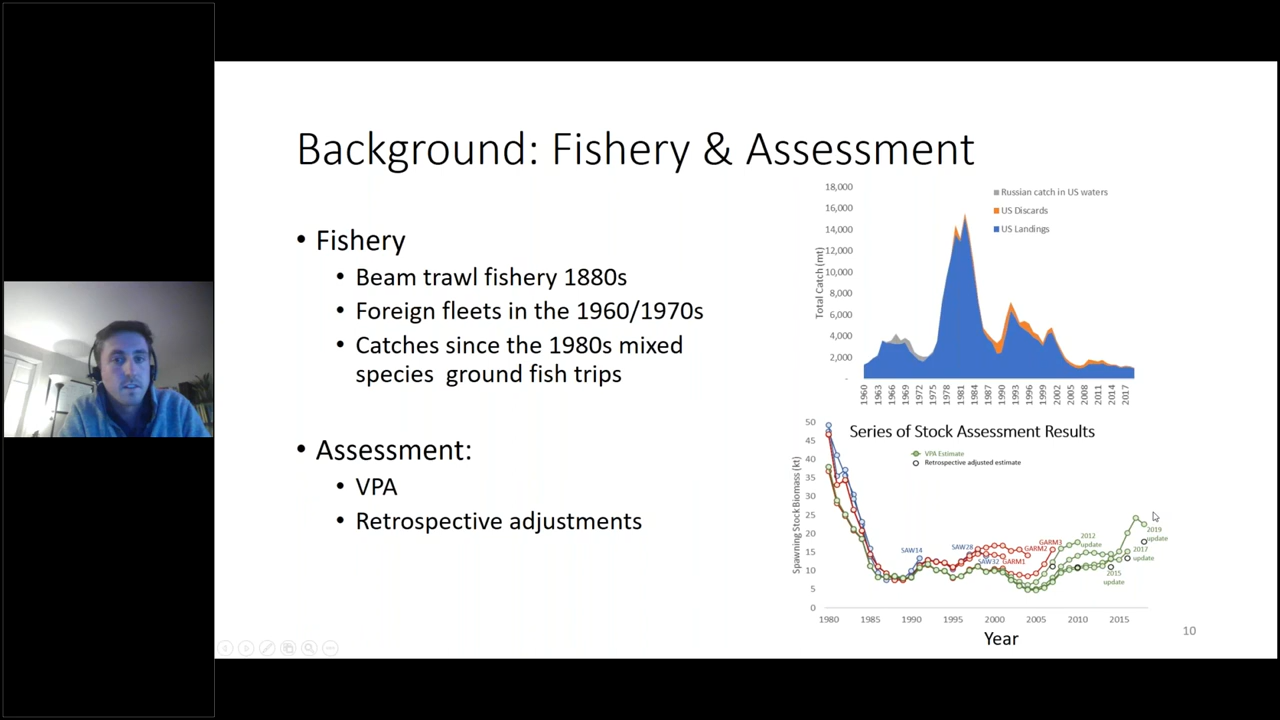 Background: Fishery & Assessment
• Fishery
• Beam trawl fishery 1880s
• Foreign fleets in the 1960/1970s
• Catches since the 1980s mixed
species ground fish trips
• Assessment:
• VPA
• Retrospective adjustments
Total Catch (mt)
18,000
16,000
14,000
12,000
10,000
8,000
6,000
4,000
2,000
-
Russian catch in US waters
US Discards
US Landings
1960 1963 1966 1969 1972 1975 1978 1981 1984 1987 1990 1993 1996 1999 2002 2005 2008 2011 2014 2017
Series of Stock Assessment Results
VPA Estimate
Retrospective adjusted estimate
Spawning Stock Biomass (kt)
50
45
40
35
30
25
20
15
10
5
0
SAW14
SAW28
SAW32
GARM1
GARM2
GARM3
2012
update
2019
update
2017
update
2015
update
1980 1985 1990 1995 2000 2005 2010 2015
Year
10